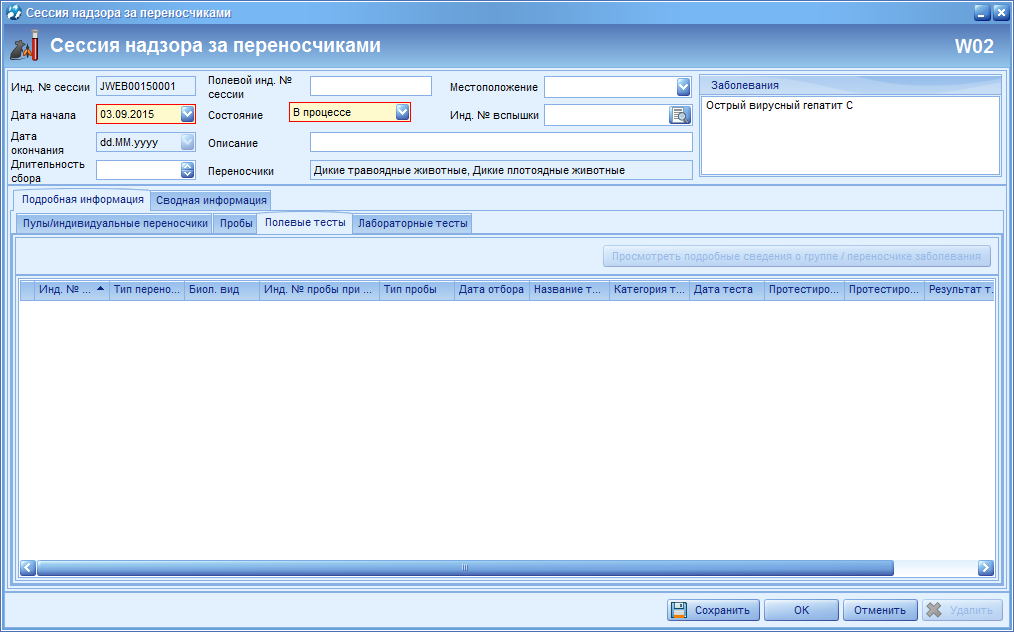 Сессия надзора за переносчиками
Сессия надзора за переносчиками
W02
Инд. № сессии JWEB00150001
Полевой инд. №
сессии
Местоположение
Заболевания
Острый вирусный гепатит C
Дата начала 03.09.2015
Состояние В процессе
Инд. № вспышки
Дата
окончания
dd.MM.yyyy
Описание
Длительность
сбора
Переносчики Дикие травоядные животные, Дикие плотоядные животные
Подробная информация Сводная информация
Пулы/индивидуальные переносчики Пробы Полевые тесты Лабораторные тесты
Просмотреть подробные сведения о группе / переносчике заболевания
Инд. № ... Тип перено... Биол. вид Инд. № пробы при ... Тип пробы Дата отбора Название т... Категория т... Дата теста Протестиро... Протестиро... Результат т.
Сохранить OK Отменить Удалить